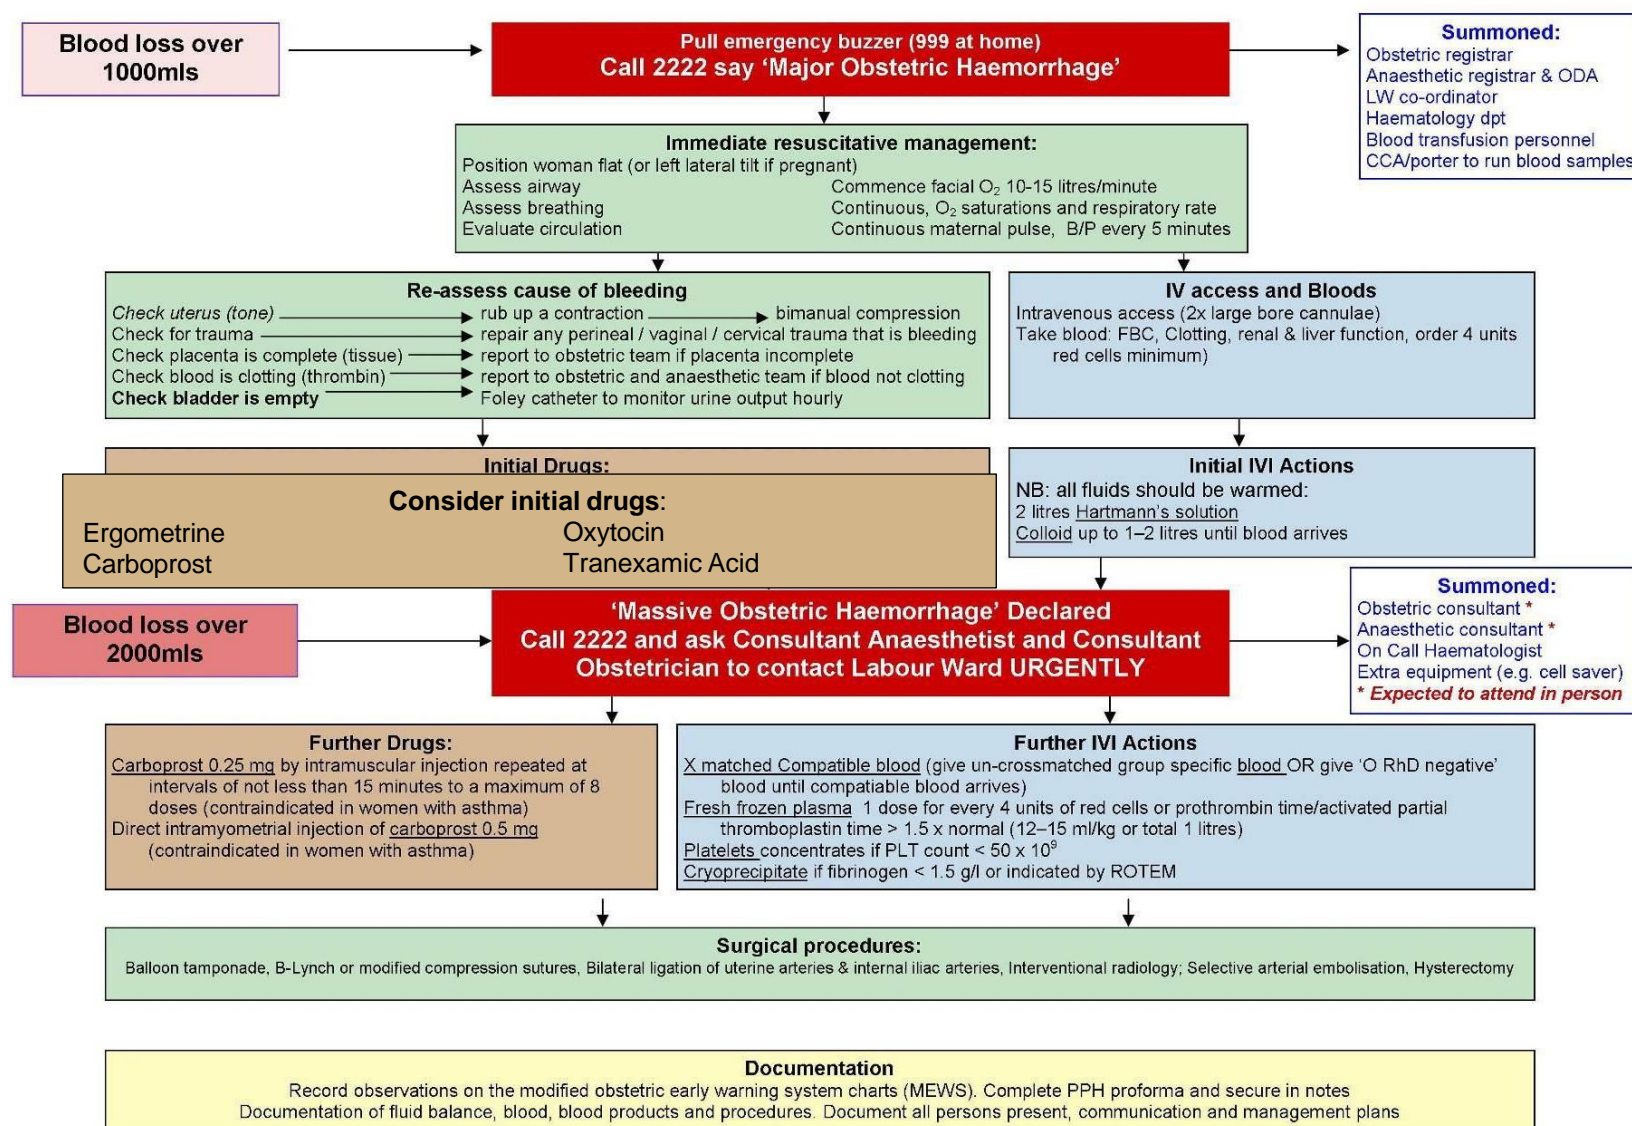 Blood loss over
1000mls
Pull emergency buzzer (999 at home)
Call 2222 say ‘Major Obstetric Haemorrhage’
Summoned:
Obstetric registrar
Anaesthetic registrar & ODA
LW co-ordinator
Haematology dpt
Blood transfusion personnel
CCA/porter to run blood samples
Immediate resuscitative management:
Position woman flat (or left lateral tilt if pregnant)
Assess airway Commence facial O₂ 10-15 litres/minute
Assess breathing Continuous, O₂ saturations and respiratory rate
Evaluate circulation Continuous maternal pulse, B/P every 5 minutes
Re-assess cause of bleeding
Check uterus (tone) rub up a contraction bimanual compression
Check for trauma repair any perineal / vaginal / cervical trauma that is bleeding
Check placenta is complete (tissue) report to obstetric team if placenta incomplete
Check blood is clotting (thrombin) report to obstetric and anaesthetic team if blood not clotting
Check bladder is empty Foley catheter to monitor urine output hourly
IV access and Bloods
Intravenous access (2x large bore cannulae)
Take blood: FBC, Clotting, renal & liver function, order 4 units
red cells minimum)
Initial Drugs:
Consider initial drugs:
Ergometrine Oxytocin
Carboprost Tranexamic Acid
Initial IVI Actions
NB: all fluids should be warmed:
2 litres Hartmann’s solution
Colloid up to 1–2 litres until blood arrives
Blood loss over
2000mls
‘Massive Obstetric Haemorrhage’ Declared
Call 2222 and ask Consultant Anaesthetist and Consultant
Obstetrician to contact Labour Ward URGENTLY
Summoned:
Obstetric consultant *
Anaesthetic consultant *
On Call Haematologist
Extra equipment (e.g. cell saver)
* Expected to attend in person
Further Drugs:
Carboprost 0.25 mg by intramuscular injection repeated at
intervals of not less than 15 minutes to a maximum of 8
doses (contraindicated in women with asthma)
Direct intramyometrial injection of carboprost 0.5 mg
(contraindicated in women with asthma)
Further IVI Actions
X matched Compatible blood (give un-crossmatched group specific blood OR give ‘O RhD negative’
blood until compatiable blood arrives)
Fresh frozen plasma 1 dose for every 4 units of red cells or prothrombin time/activated partial
thromboplastin time > 1.5 x normal (12–15 ml/kg or total 1 litres)
Platelets concentrates if PLT count < 50 x 10⁹
Cryoprecipitate if fibrinogen < 1.5 g/l or indicated by ROTEM
Surgical procedures:
Balloon tamponade, B-Lynch or modified compression sutures, Bilateral ligation of uterine arteries & internal iliac arteries, Interventional radiology; Selective arterial embolisation, Hysterectomy
Documentation
Record observations on the modified obstetric early warning system charts (MEWS). Complete PPH proforma and secure in notes
Documentation of fluid balance, blood, blood products and procedures. Document all persons present, communication and management plans